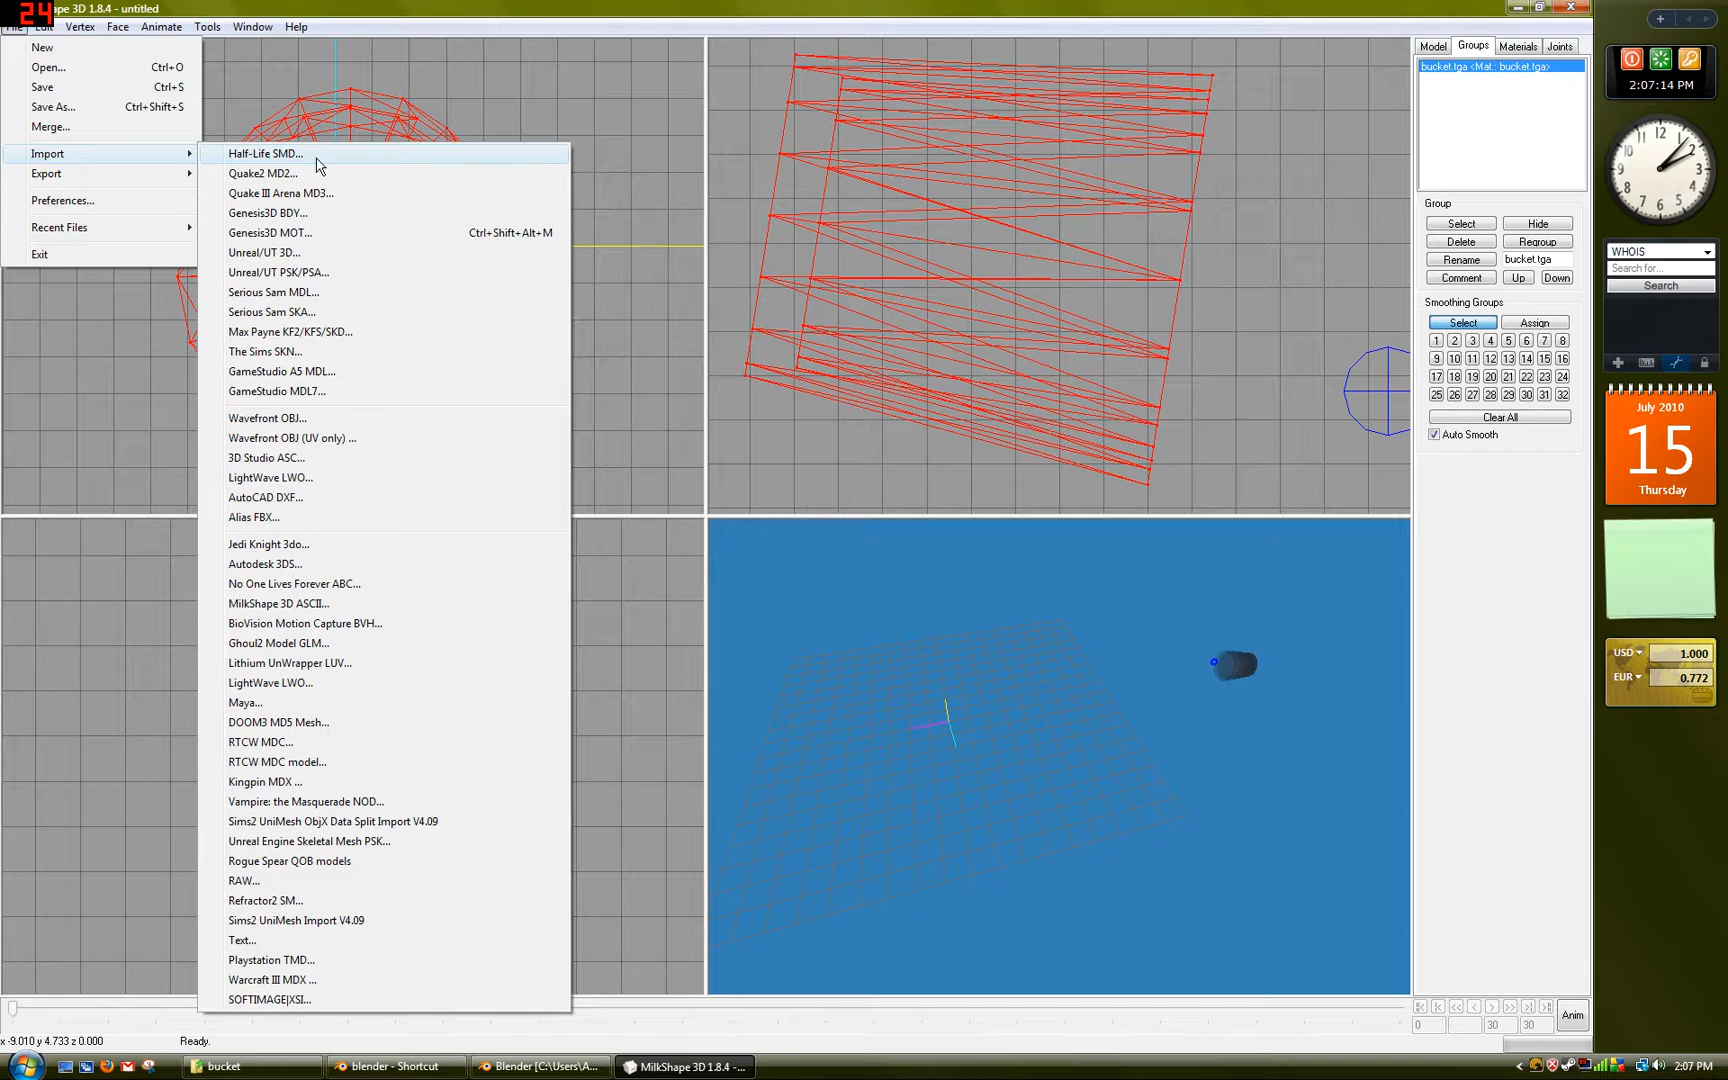 24
ape 3D 1.8.4 - untitled
File Edit Vertex Face Animate Tools Window Help
New
Open... Ctrl+O
Save Ctrl+S
Save As... Ctrl+Shift+S
Merge...
Import
Export
Preferences...
Recent Files
Exit
Half-Life SMD...
Quake2 MD2...
Quake III Arena MD3...
Genesis3D BDY...
Genesis3D MOT... Ctrl+Shift+Alt+M
Unreal/UT 3D...
Unreal/UT PSK/PSA...
Serious Sam MDL...
Serious Sam SKA...
Max Payne KF2/KFS/SKD...
The Sims SKN...
GameStudio A5 MDL...
GameStudio MDL7...
Wavefront OBJ...
Wavefront OBJ (UV only) ...
3D Studio ASC...
LightWave LWO...
AutoCAD DXF...
Alias FBX...
Jedi Knight 3do...
Autodesk 3DS...
No One Lives Forever ABC...
MilkShape 3D ASCII...
BioVision Motion Capture BVH...
Ghoul2 Model GLM...
Lithium UnWrapper LUV...
LightWave LWO...
Maya...
DOOM3 MD5 Mesh...
RTCW MDC...
RTCW MDC model...
Kingpin MDX ...
Vampire: the Masquerade NOD...
Sims2 UniMesh ObjX Data Split Import V4.09
Unreal Engine Skeletal Mesh PSK...
Rogue Spear QOB models
RAW...
Refractor2 SM...
Sims2 UniMesh Import V4.09
Text...
Playstation TMD...
Warcraft III MDX ...
SOFTIMAGE|XSI...
Model Groups Materials Joints
bucket.tga <Mat.: bucket.tga>
Group
Select Hide
Delete Regroup
Rename bucket.tga
Comment Up Down
Smoothing Groups
Select Assign
1 2 3 4 5 6 7 8
9 10 11 12 13 14 15 16
17 18 19 20 21 22 23 24
25 26 27 28 29 30 31 32
Clear All
Auto Smooth
0 30 30
Anim
x -9.010 y 4.733 z 0.000 Ready.
2:07:14 PM
12
WHOIS
Search for...
Search
July 2010
15
Thursday
USD 1.000
EUR 0.772
bucket
blender - Shortcut
Blender [C:\Users\A...
MilkShape 3D 1.8.4 -...
2:07 PM